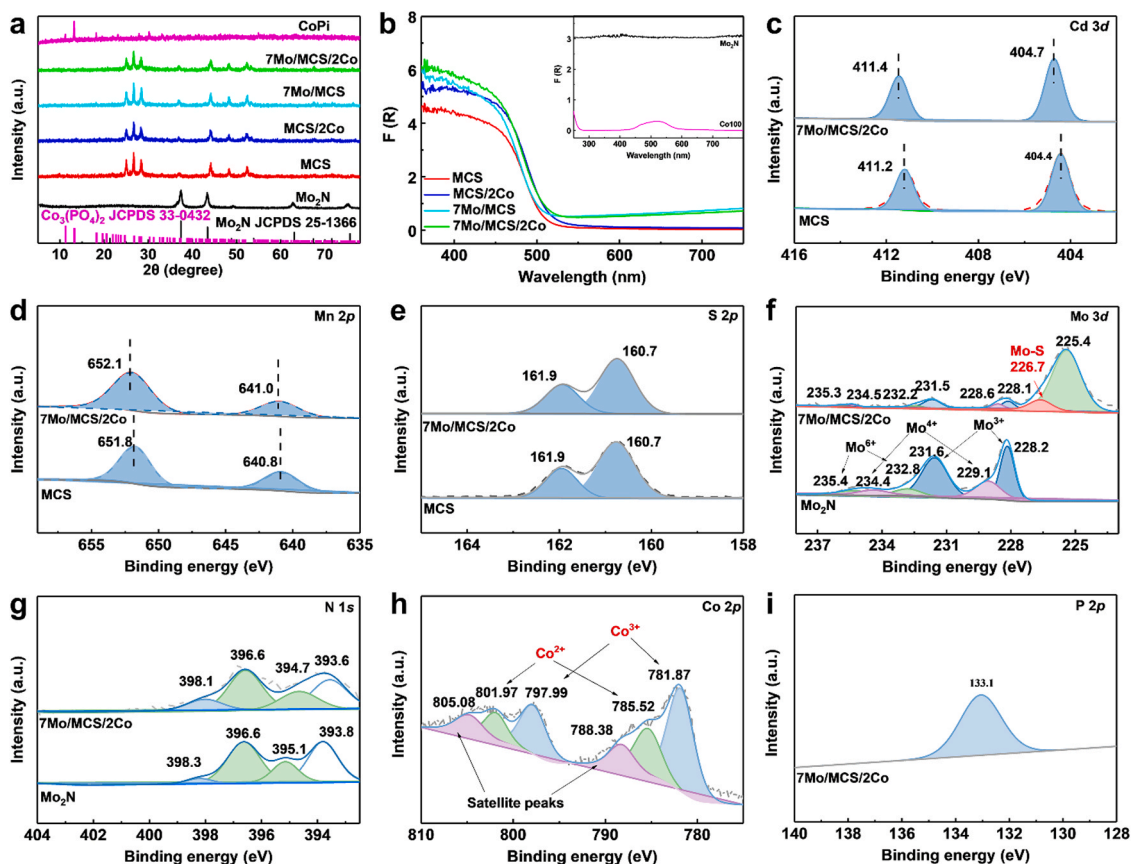 a
CoPi
7Mo/MCS/2Co
7Mo/MCS
MCS/2Co
MCS
Mo₂N
Co₃(PO₄)₂ JCPDS 33-0432
Mo₂N JCPDS 25-1366
10 20 30 40 50 60 70
2θ (degree)
Intensity (a.u.)
b
8
6
4
2
0
F (R)
400 500 600 700
Wavelength (nm)
MCS
MCS/2Co
7Mo/MCS
7Mo/MCS/2Co
Mo₂N
Co100
3
2
1
0
F (R)
300 400 500 600 700
Wavelength (nm)
c
Cd 3d
411.4
404.7
7Mo/MCS/2Co
411.2
404.4
MCS
416 412 408 404
Binding energy (eV)
Intensity (a.u.)
d
Mn 2p
652.1
641.0
7Mo/MCS/2Co
651.8
640.8
MCS
655 650 645 640 635
Binding energy (eV)
Intensity (a.u.)
e
S 2p
161.9
160.7
7Mo/MCS/2Co
161.9
160.7
MCS
164 162 160 158
Binding energy (eV)
Intensity (a.u.)
f
Mo 3d
225.4
Mo-S
226.7
235.3 234.5 232.2 231.5 228.6 228.1
7Mo/MCS/2Co
Mo⁶⁺ Mo⁴⁺ Mo³⁺
235.4 234.4 232.8 231.6 229.1 228.2
Mo₂N
237 234 231 228 225
Binding energy (eV)
Intensity (a.u.)
g
N 1s
398.1 396.6 394.7 393.6
7Mo/MCS/2Co
398.3 396.6 395.1 393.8
Mo₂N
404 402 400 398 396 394
Binding energy (eV)
Intensity (a.u.)
h
Co 2p
Co³⁺
Co²⁺
805.08 801.97 797.99 788.38 785.52 781.87
Satellite peaks
810 800 790 780
Binding energy (eV)
Intensity (a.u.)
i
P 2p
133.1
7Mo/MCS/2Co
140 138 136 134 132 130 128
Binding energy (eV)
Intensity (a.u.)